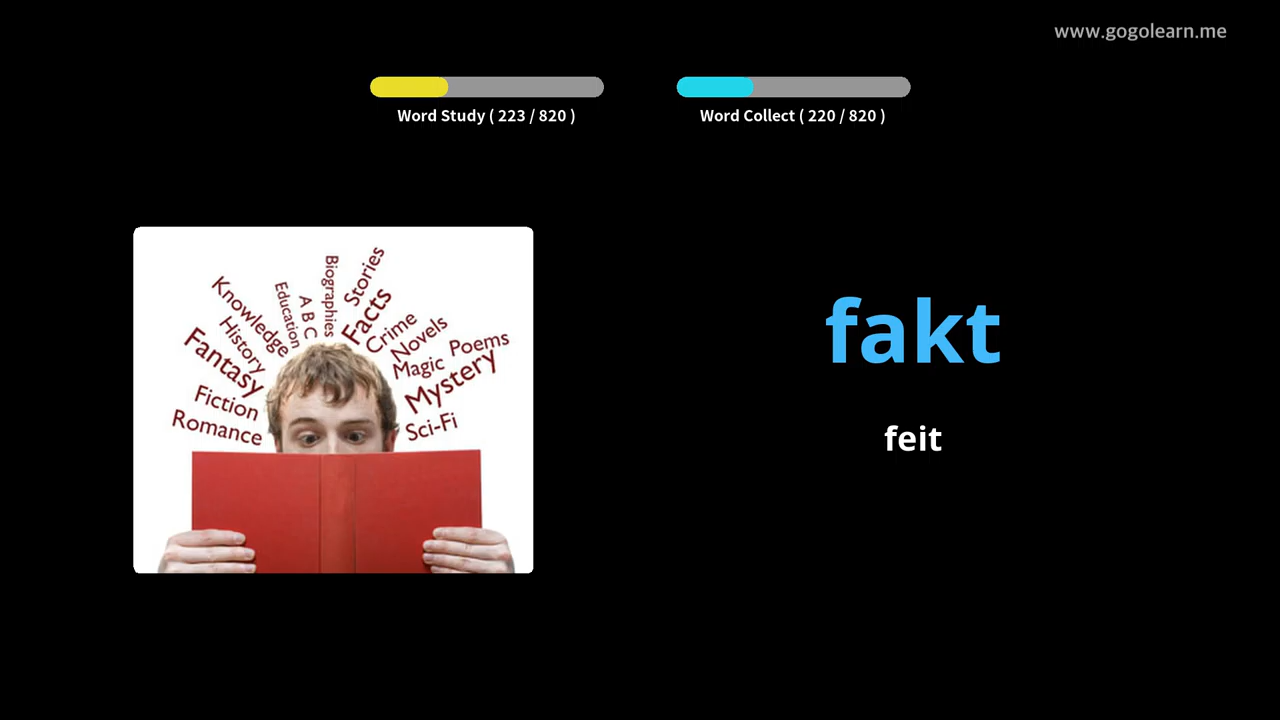 www.gogolearn.me
Word Study ( 223 / 820 )
Word Collect ( 220 / 820 )
Biographies
Stories
Education
A B C
Facts
Knowledge
Crime
History
Novels
Poems
Fantasy
Magic
Mystery
Fiction
Romance
Sci-Fi
fakt
feit